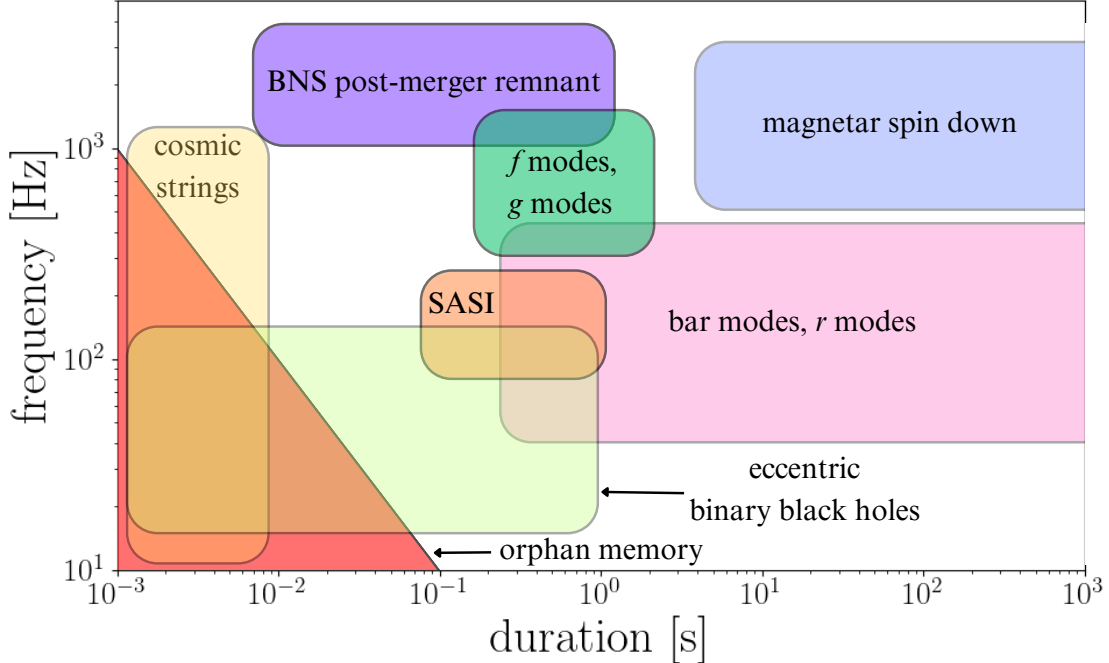 BNS post-merger remnant
magnetar spin down
cosmic
strings
f modes,
g modes
SASI
bar modes, r modes
eccentric
binary black holes
orphan memory
frequency [Hz]
10³
10²
10¹
10⁻³
10⁻²
10⁻¹
10⁰
10¹
10²
10³
duration [s]